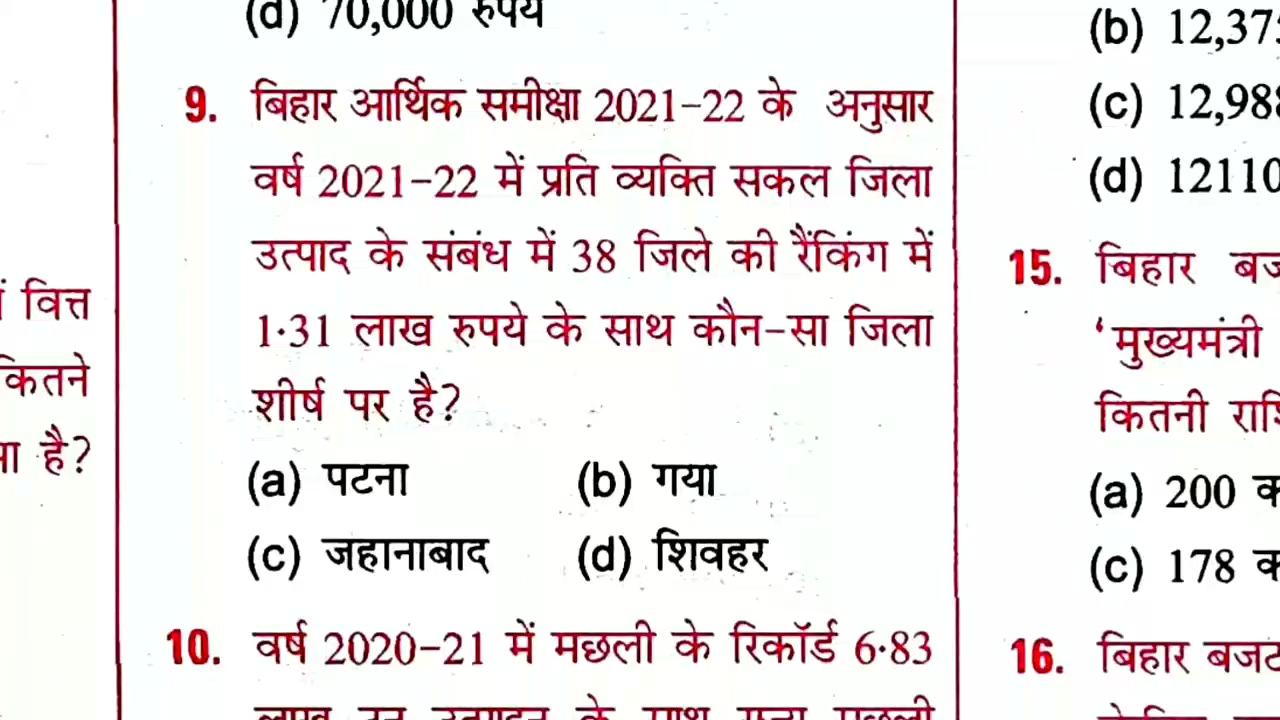 (d) 70,000 रुपये
9. बिहार आर्थिक समीक्षा 2021-22 के अनुसार
वर्ष 2021-22 में प्रति व्यक्ति सकल जिला
उत्पाद के संबंध में 38 जिले की रैंकिंग में
1·31 लाख रुपये के साथ कौन-सा जिला
शीर्ष पर है?
(a) पटना (b) गया
(c) जहानाबाद (d) शिवहर
10. वर्ष 2020-21 में मछली के रिकॉर्ड 6·83
वित्त
कितने
है?
(b) 12,37
(c) 12,98
(d) 12110
15. बिहार
‘मुख्यमंत्री
कितनी
(a) 200
(c) 178
16. बिहार बजट